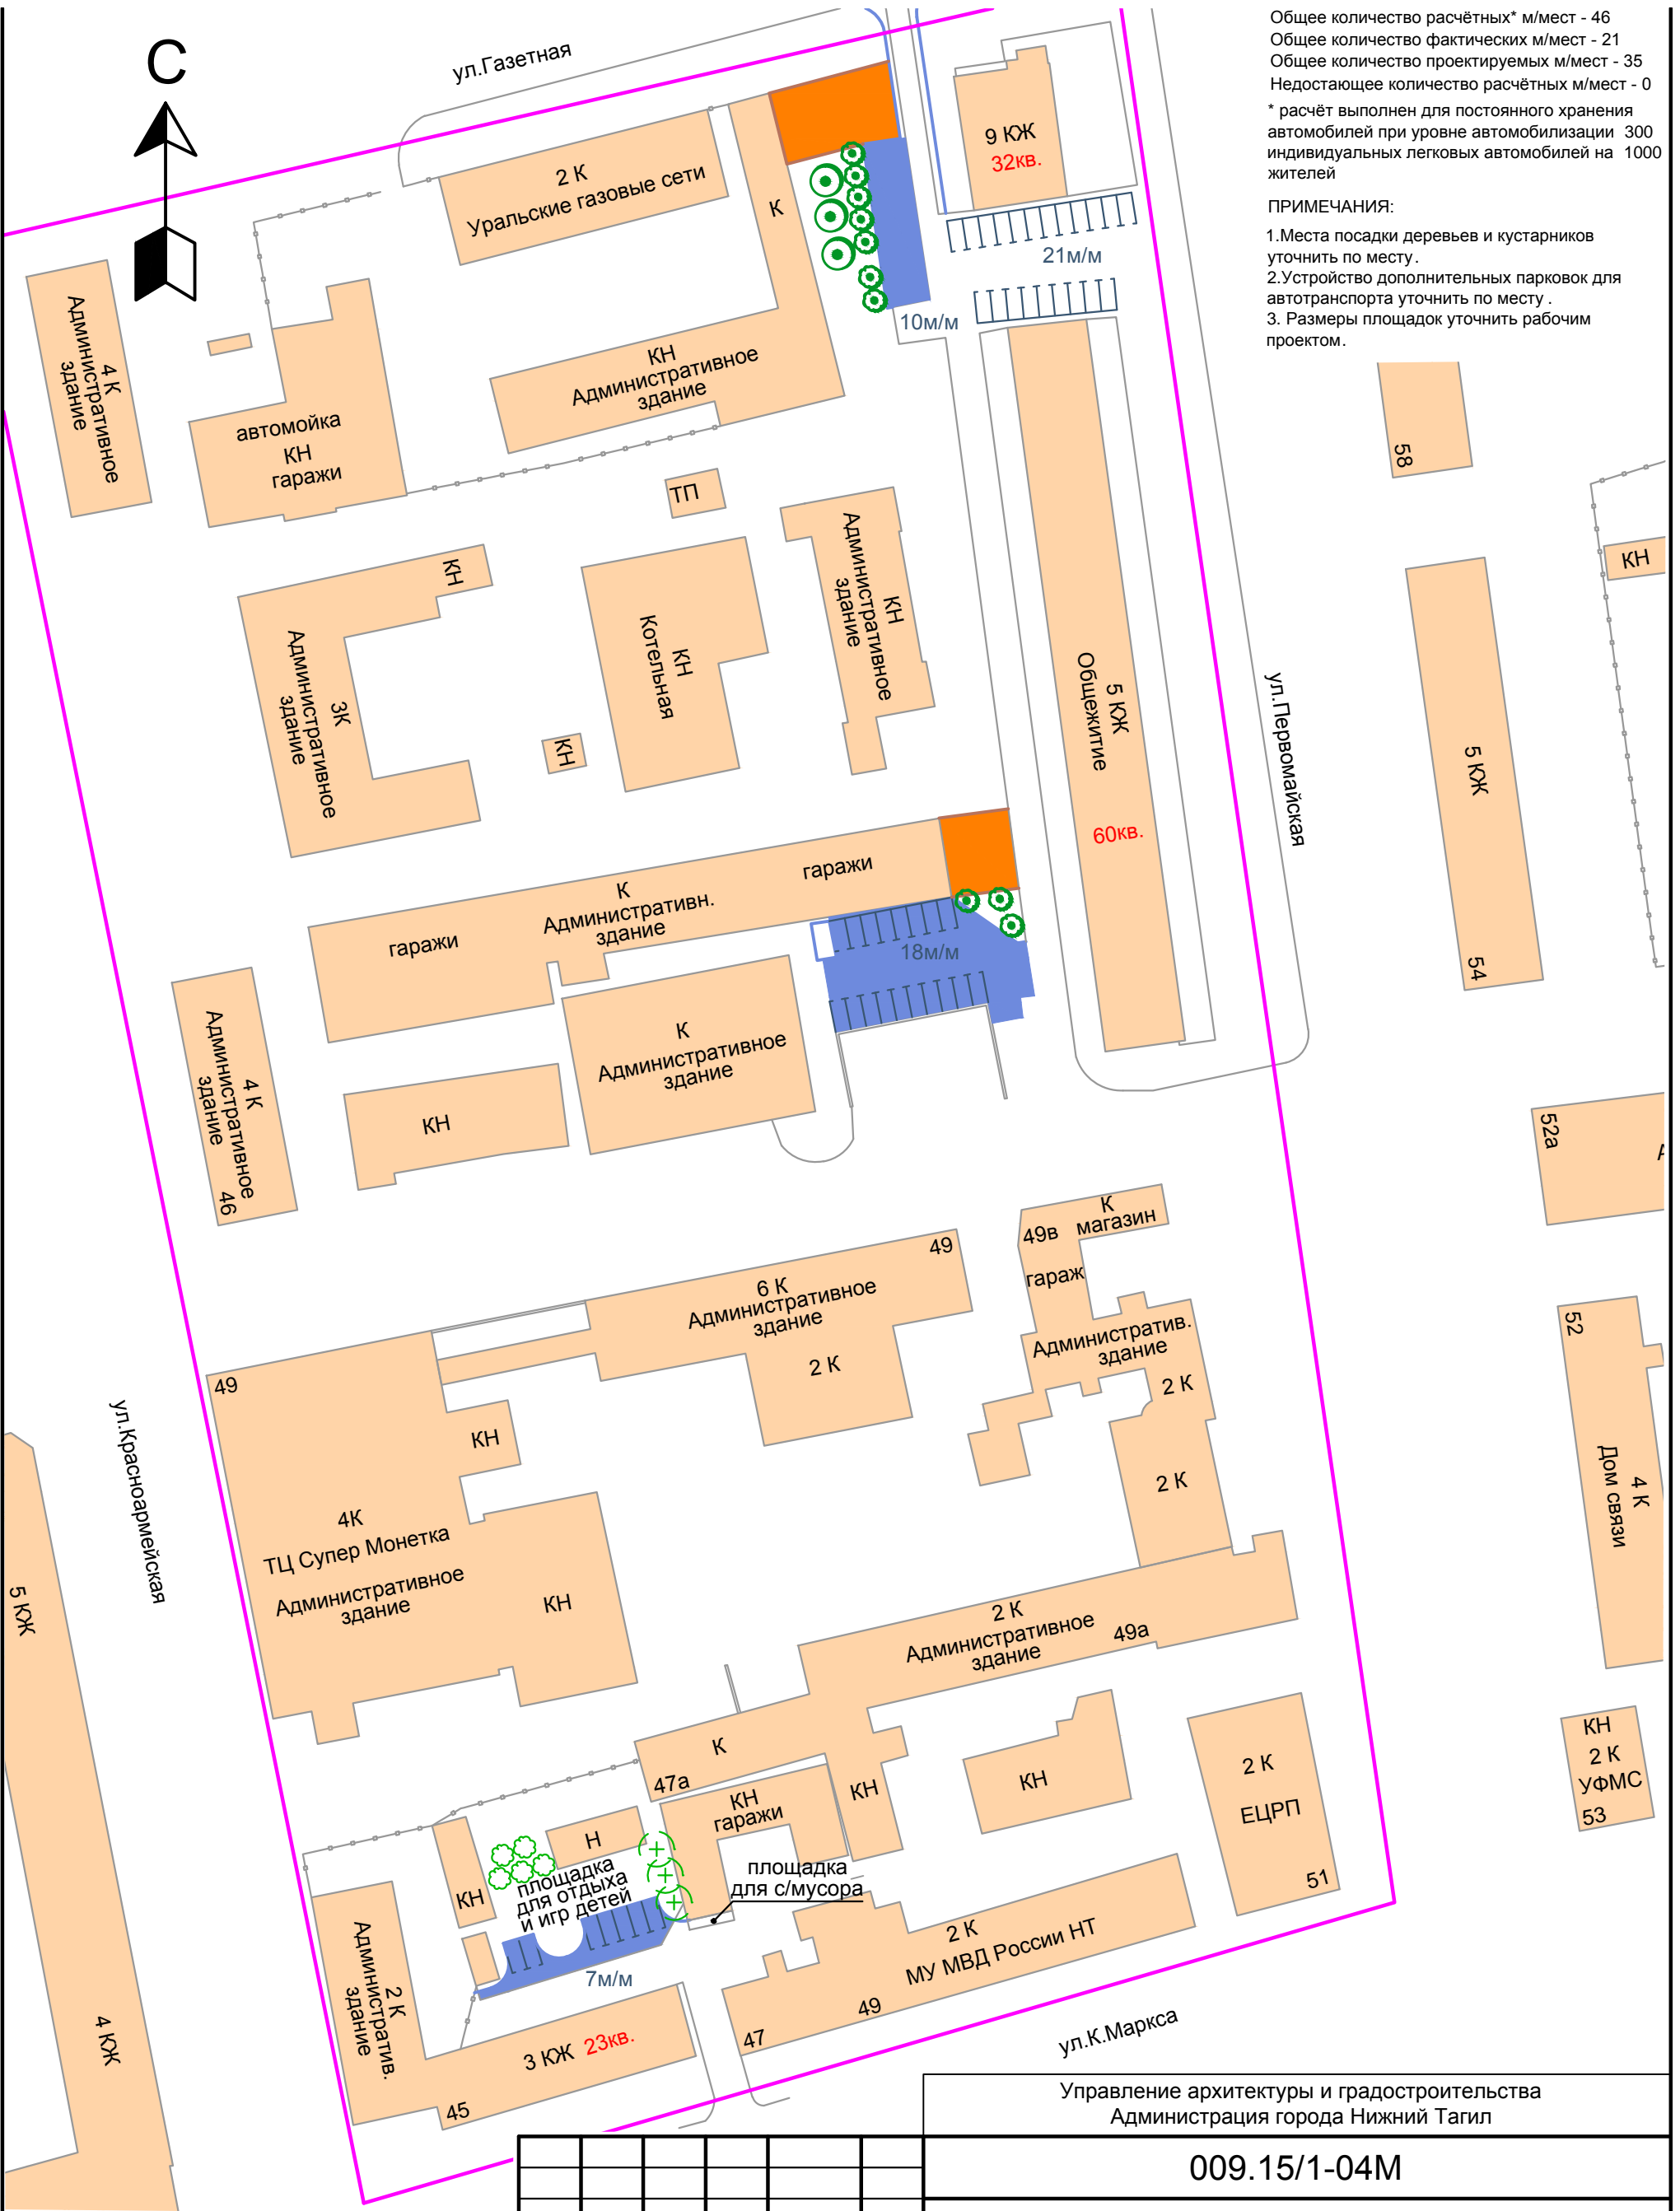 С
ул.Газетная
Общее количество расчётных* м/мест - 46
Общее количество фактических м/мест - 21
Общее количество проектируемых м/мест - 35
Недостающее количество расчётных м/мест - 0
* расчёт выполнен для постоянного хранения
автомобилей при уровне автомобилизации 300
индивидуальных легковых автомобилей на 1000
жителей
ПРИМЕЧАНИЯ:
1.Места посадки деревьев и кустарников
уточнить по месту.
2.Устройство дополнительных парковок для
автотранспорта уточнить по месту .
3. Размеры площадок уточнить рабочим
проектом.
9 КЖ
32кв.
2 К
Уральские газовые сети
К
21м/м
10м/м
4 К
Административное
здание
КН
Административное
здание
автомойка
КН
гаражи
ТП
58
КН
КН
Административное
здание
КН
3К
Административное
здание
КН
Котельная
КН
5 КЖ
Общежитие
60кв.
ул.Первомайская
5 КЖ
54
гаражи
К
Административн.
здание
гаражи
18м/м
4 К
Административное
здание
46
К
Административное
здание
КН
52а
А
К
магазин
49в
гараж
49
6 К
Административное
здание
2 К
Административ.
здание
2 К
2 К
52
4 К
Дом связи
49
КН
4К
ТЦ Супер Монетка
Административное
здание
КН
ул.Красноармейская
5 КЖ
4 КЖ
2 К
Административное
здание
49а
К
47а
КН
гаражи
КН
КН
2 К
ЕЦРП
51
КН
2 К
УФМС
53
Н
КН
площадка
для отдыха
и игр детей
площадка
для с/мусора
7м/м
2 К
Административ.
здание
3 КЖ 23кв.
45
2 К
МУ МВД России НТ
49
47
ул.К.Маркса
Управление архитектуры и градостроительства
Администрация города Нижний Тагил
009.15/1-04М